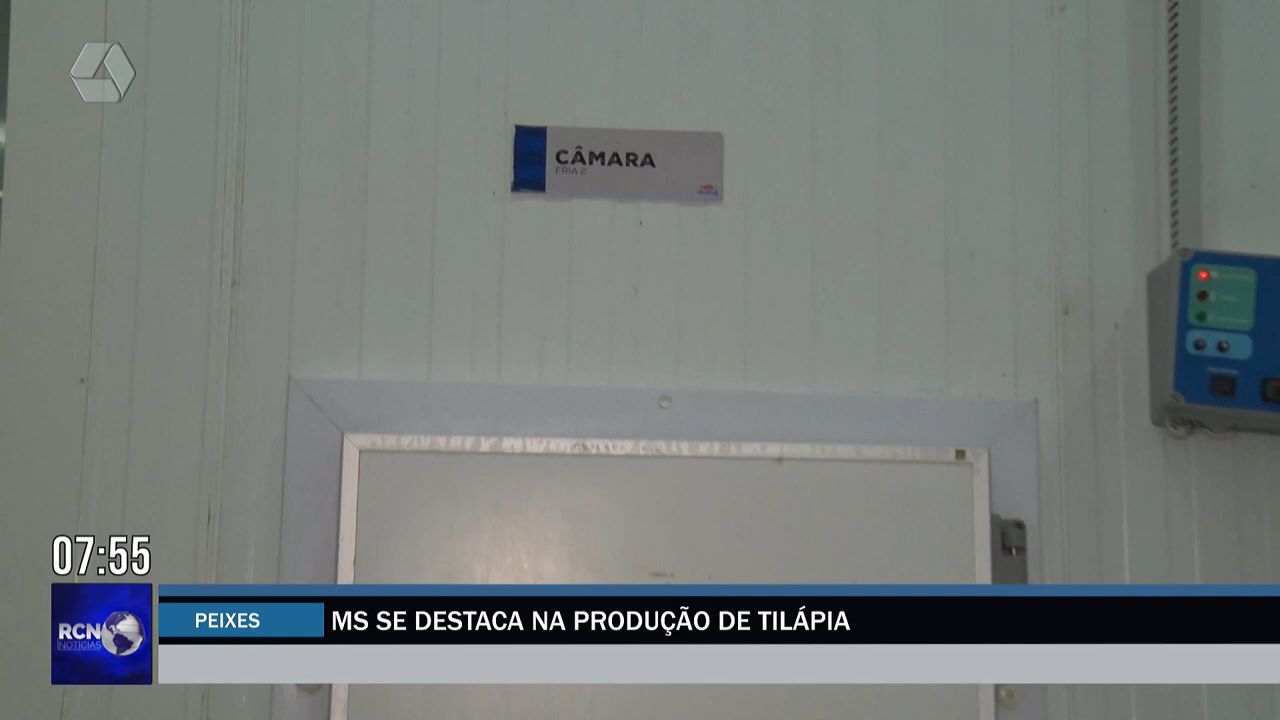 CÂMARA
FRIA 2
07:55
RCN
NOTÍCIAS
PEIXES
MS SE DESTACA NA PRODUÇÃO DE TILÁPIA